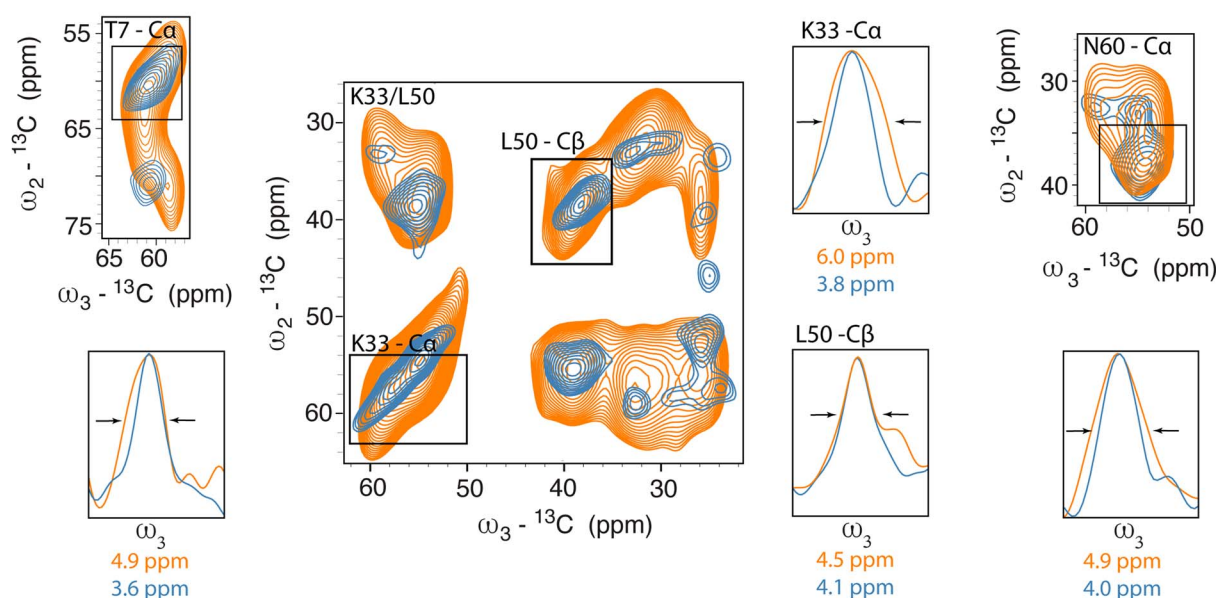 T7 - Cα
55
65
75
65 60
ω2 - 13C (ppm)
ω3 - 13C (ppm)
ω3
4.9 ppm
3.6 ppm
K33/L50
L50 - Cβ
K33 - Cα
30
40
50
60
60 50 40 30
ω2 - 13C (ppm)
ω3 - 13C (ppm)
K33 -Cα
ω3
6.0 ppm
3.8 ppm
L50 -Cβ
ω3
4.5 ppm
4.1 ppm
N60 - Cα
30
40
60 50
ω2 - 13C (ppm)
ω3 - 13C (ppm)
ω3
4.9 ppm
4.0 ppm